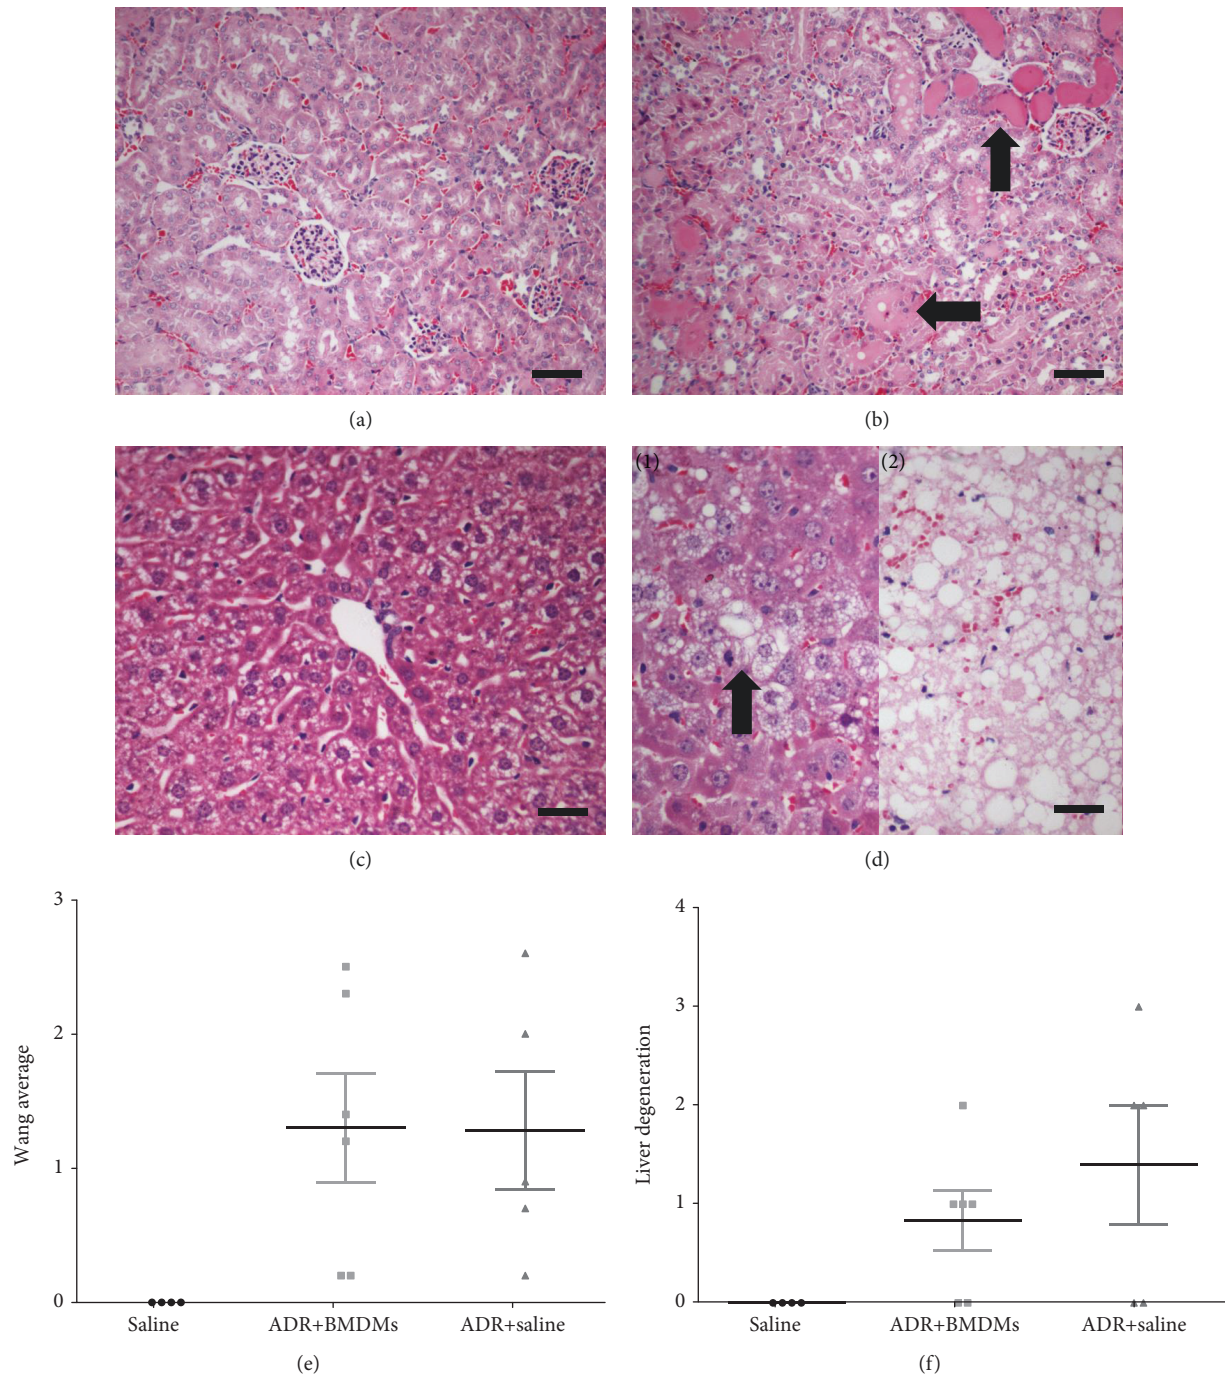 (a)
(b)
(1)
(2)
(c)
(d)
3
2
1
0
Wang average
Saline
ADR+BMDMs
ADR+saline
(e)
4
3
2
1
0
Liver degeneration
Saline
ADR+BMDMs
ADR+saline
(f)